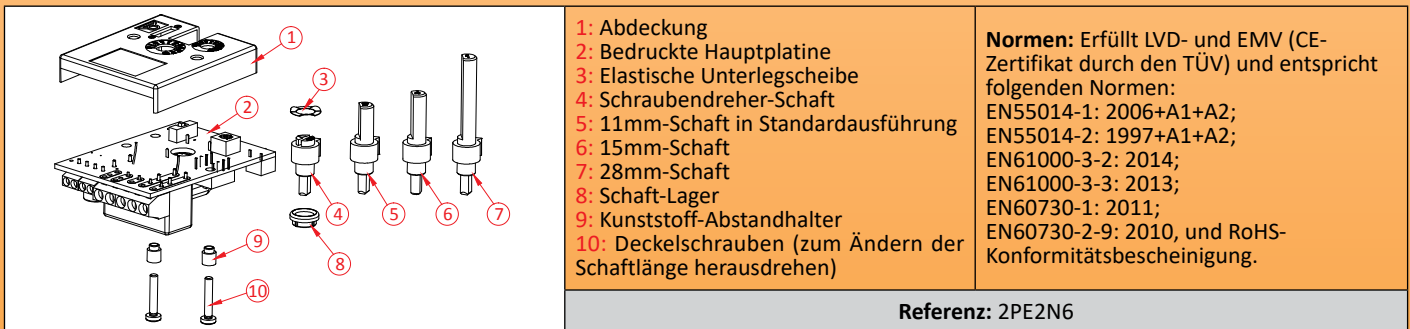 1
2
3
4
5
6
7
8
9
10
1: Abdeckung
2: Bedruckte Hauptplatine
3: Elastische Unterlegscheibe
4: Schraubendreher-Schaft
5: 11mm-Schaft in Standardausführung
6: 15mm-Schaft
7: 28mm-Schaft
8: Schaft-Lager
9: Kunststoff-Abstandhalter
10: Deckelschrauben (zum Ändern der
Schaftlänge herausdrehen)
Normen: Erfüllt LVD- und EMV (CE-
Zertifikat durch den TÜV) und entspricht
folgenden Normen:
EN55014-1: 2006+A1+A2;
EN55014-2: 1997+A1+A2;
EN61000-3-2: 2014;
EN61000-3-3: 2013;
EN60730-1: 2011;
EN60730-2-9: 2010, und RoHS-
Konformitätsbescheinigung.
Referenz: 2PE2N6